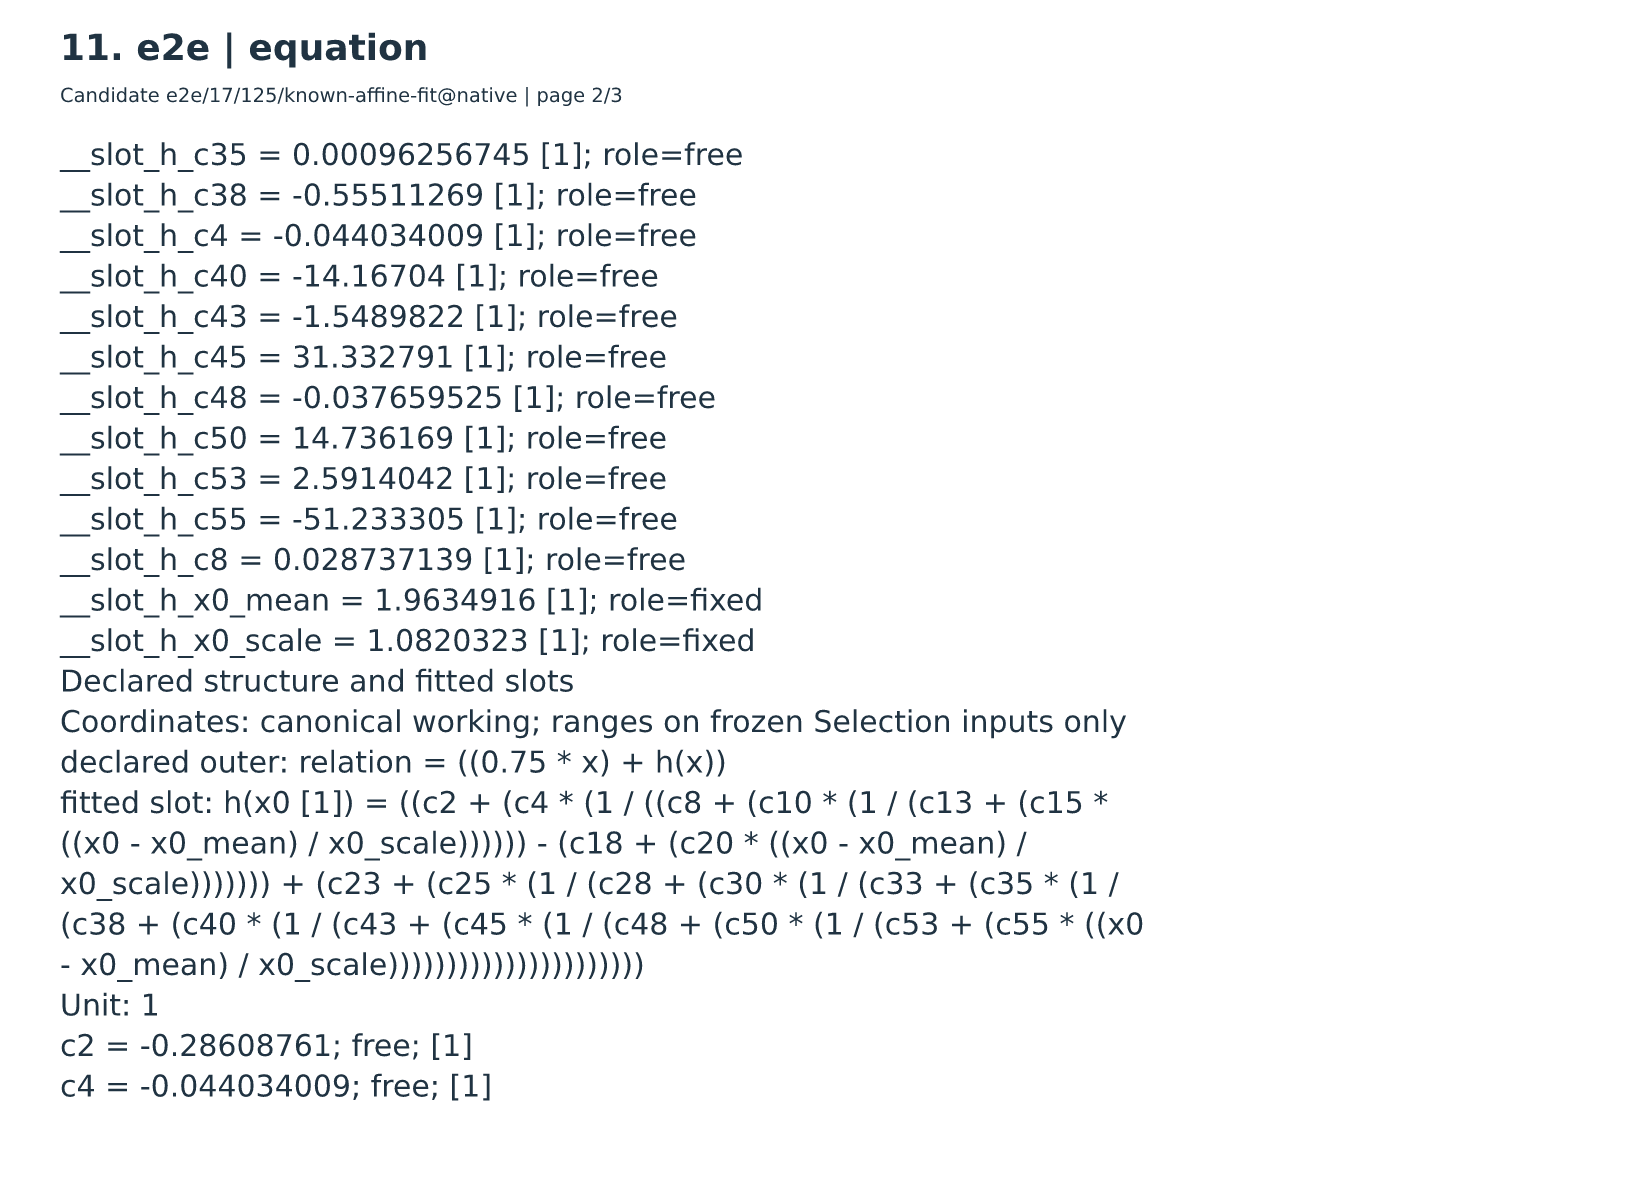 11. e2e | equation
Candidate e2e/17/125/known-affine-fit@native | page 2/3
__slot_h_c35 = 0.00096256745 [1]; role=free
__slot_h_c38 = -0.55511269 [1]; role=free
__slot_h_c4 = -0.044034009 [1]; role=free
__slot_h_c40 = -14.16704 [1]; role=free
__slot_h_c43 = -1.5489822 [1]; role=free
__slot_h_c45 = 31.332791 [1]; role=free
__slot_h_c48 = -0.037659525 [1]; role=free
__slot_h_c50 = 14.736169 [1]; role=free
__slot_h_c53 = 2.5914042 [1]; role=free
__slot_h_c55 = -51.233305 [1]; role=free
__slot_h_c8 = 0.028737139 [1]; role=free
__slot_h_x0_mean = 1.9634916 [1]; role=fixed
__slot_h_x0_scale = 1.0820323 [1]; role=fixed
Declared structure and fitted slots
Coordinates: canonical working; ranges on frozen Selection inputs only
declared outer: relation = ((0.75 * x) + h(x))
fitted slot: h(x0 [1]) = ((c2 + (c4 * (1 / ((c8 + (c10 * (1 / (c13 + (c15 *
((x0 - x0_mean) / x0_scale)))))) - (c18 + (c20 * ((x0 - x0_mean) /
x0_scale))))))) + (c23 + (c25 * (1 / (c28 + (c30 * (1 / (c33 + (c35 * (1 /
(c38 + (c40 * (1 / (c43 + (c45 * (1 / (c48 + (c50 * (1 / (c53 + (c55 * ((x0
- x0_mean) / x0_scale))))))))))))))))))))))
Unit: 1
c2 = -0.28608761; free; [1]
c4 = -0.044034009; free; [1]